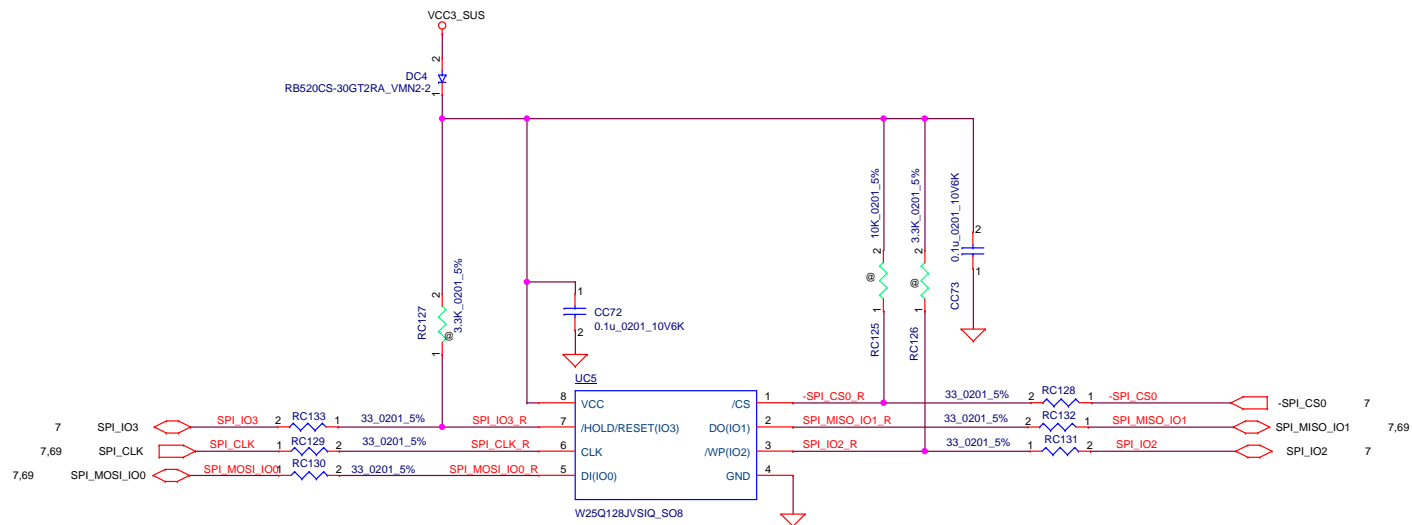 VCC3_SUS
2
DC4
RB520CS-30GT2RA_VMN2-2
1
10K_0201_5%
3.3K_0201_5%
0.1u_0201_10V6K
2
2
2
@
@
1
1
1
RC125
RC126
CC73
2
RC127
3.3K_0201_5%
@
1
1
CC72
0.1u_0201_10V6K
2
UC5
8 VCC /CS 1 -SPI_CS0_R 33_0201_5% 2 RC128 1 -SPI_CS0 -SPI_CS0 7
7 SPI_IO3 SPI_IO3 2 RC133 1 33_0201_5% SPI_IO3_R 7 /HOLD/RESET(IO3) DO(IO1) 2 SPI_MISO_IO1_R 33_0201_5% 2 RC132 1 SPI_MISO_IO1 SPI_MISO_IO1 7,69
7,69 SPI_CLK SPI_CLK 1 RC129 2 33_0201_5% SPI_CLK_R 6 CLK /WP(IO2) 3 SPI_IO2_R 33_0201_5% 1 RC131 2 SPI_IO2 SPI_IO2 7
7,69 SPI_MOSI_IO0 SPI_MOSI_IO0 1 RC130 2 33_0201_5% SPI_MOSI_IO0_R 5 DI(IO0) GND 4
W25Q128JVSIQ_SO8